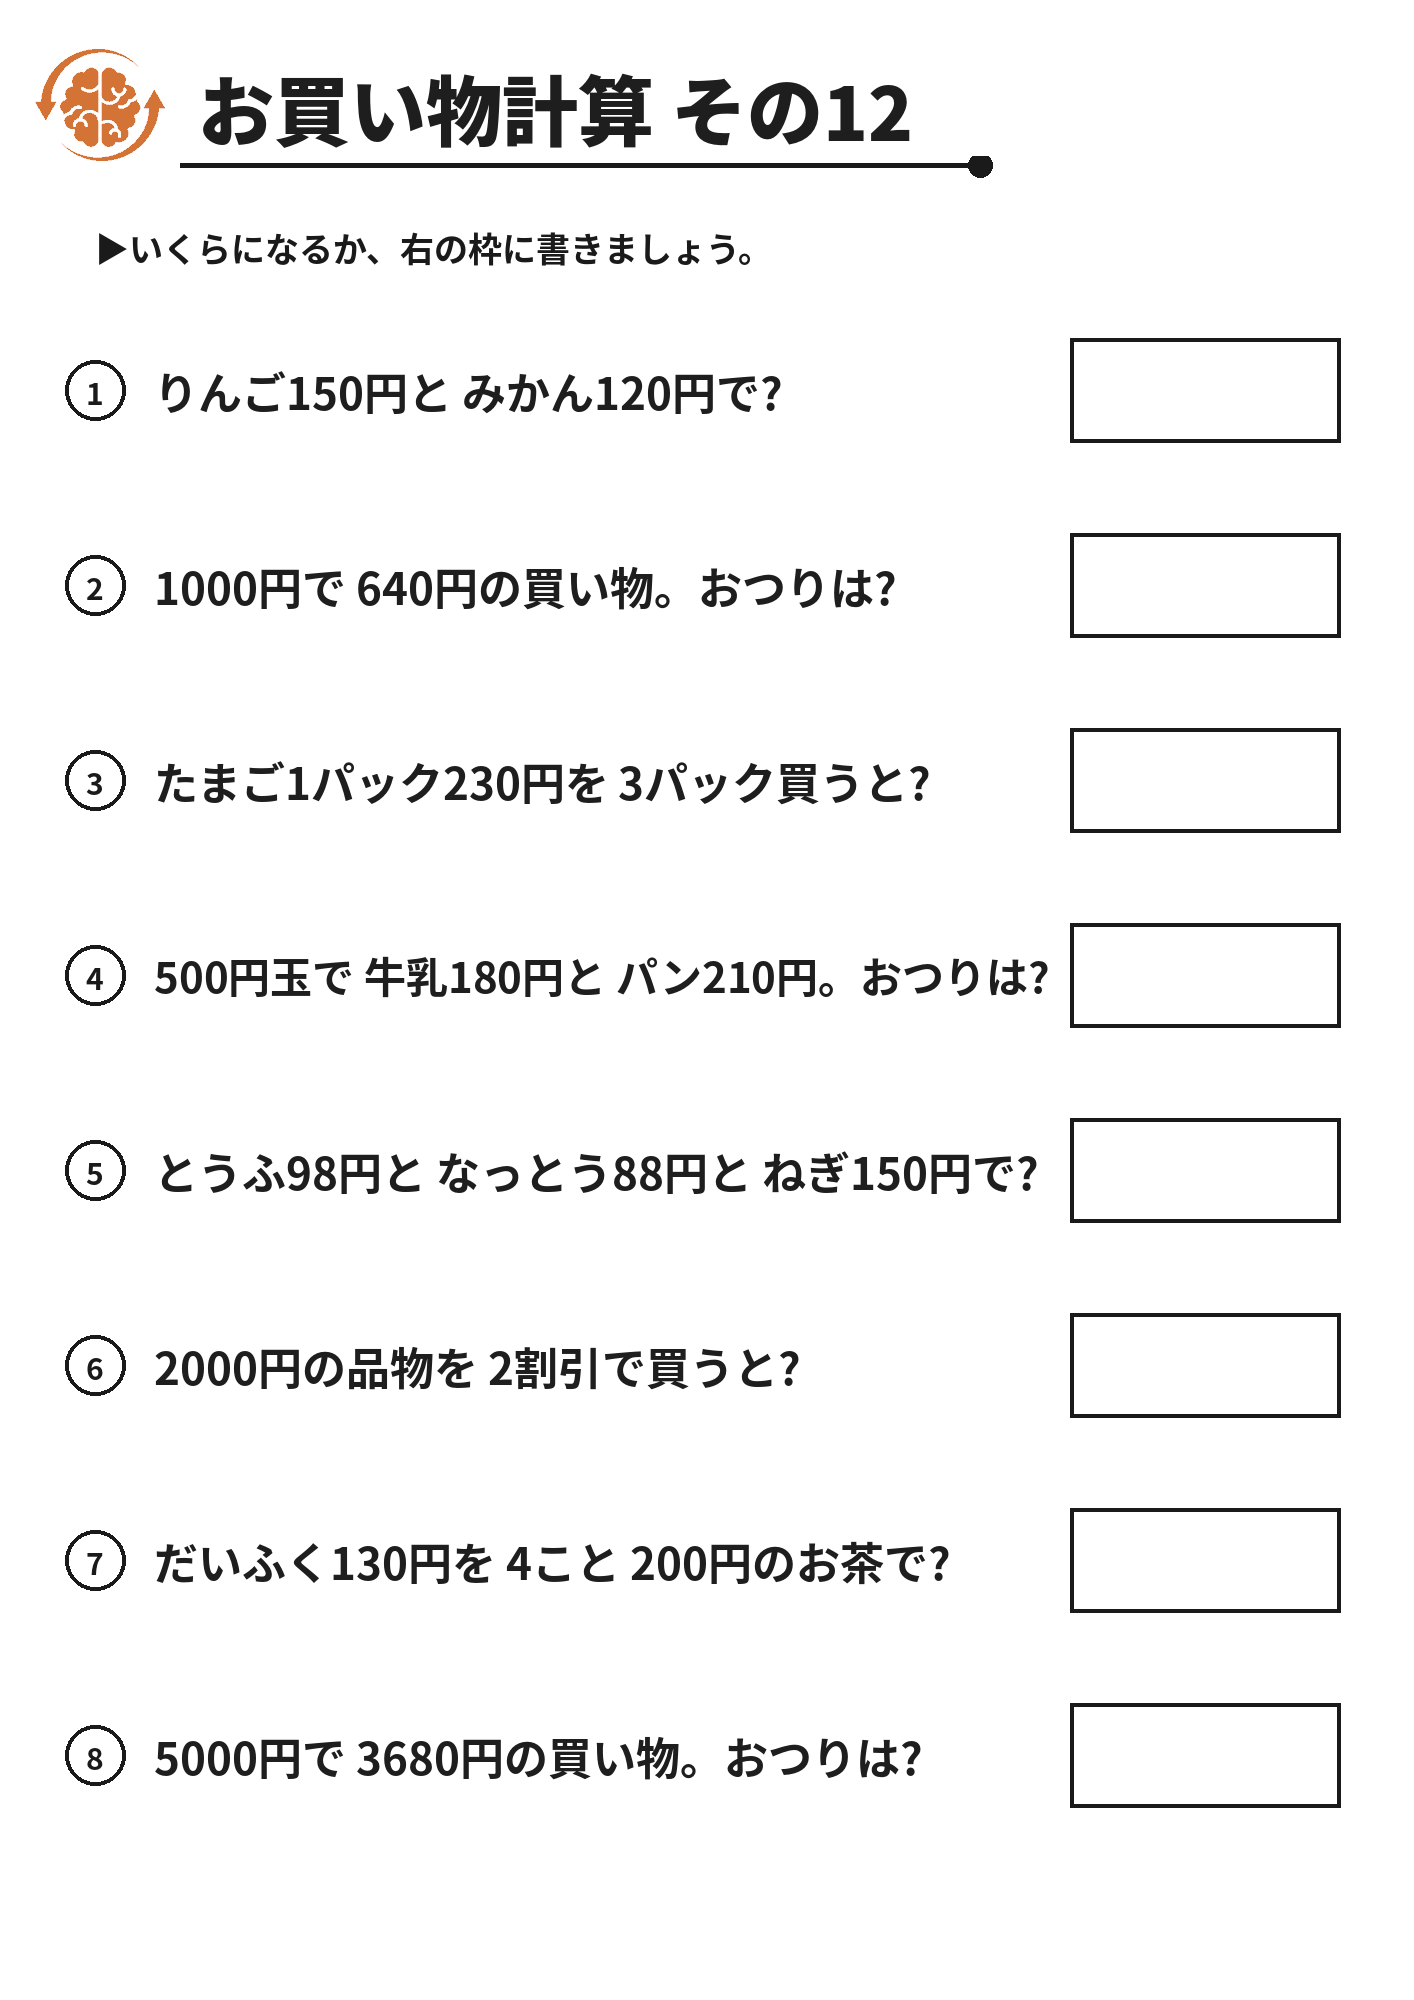 お買い物計算 その12
▶いくらになるか、右の枠に書きましょう。
① りんご150円と みかん120円で?
② 1000円で 640円の買い物。おつりは?
③ たまご1パック230円を 3パック買うと?
④ 500円玉で 牛乳180円と パン210円。おつりは?
⑤ とうふ98円と なっとう88円と ねぎ150円で?
⑥ 2000円の品物を 2割引で買うと?
⑦ だいふく130円を 4こと 200円のお茶で?
⑧ 5000円で 3680円の買い物。おつりは?